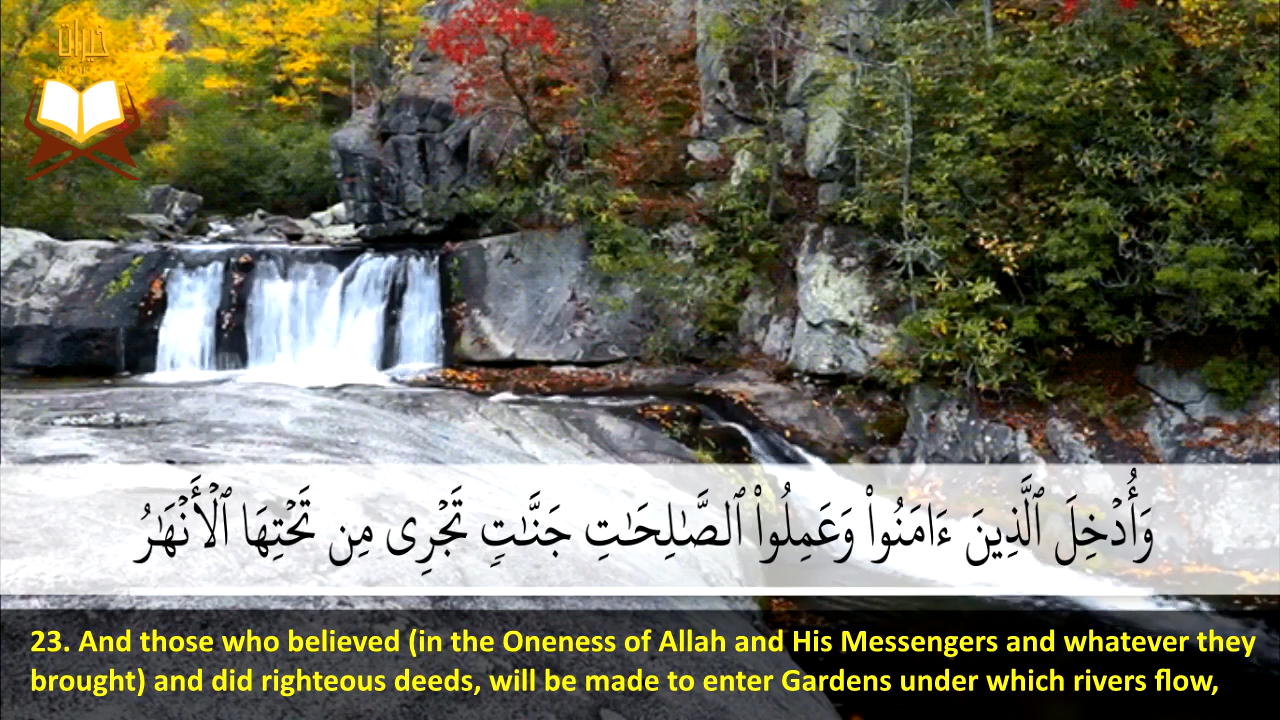 خيرات
وَأُدْخِلَ ٱلَّذِينَ ءَامَنُوا۟ وَعَمِلُوا۟ ٱلصَّـٰلِحَـٰتِ جَنَّـٰتٍ تَجْرِى مِن تَحْتِهَا ٱلْأَنْهَـٰرُ
23. And those who believed (in the Oneness of Allah and His Messengers and whatever they
brought) and did righteous deeds, will be made to enter Gardens under which rivers flow,